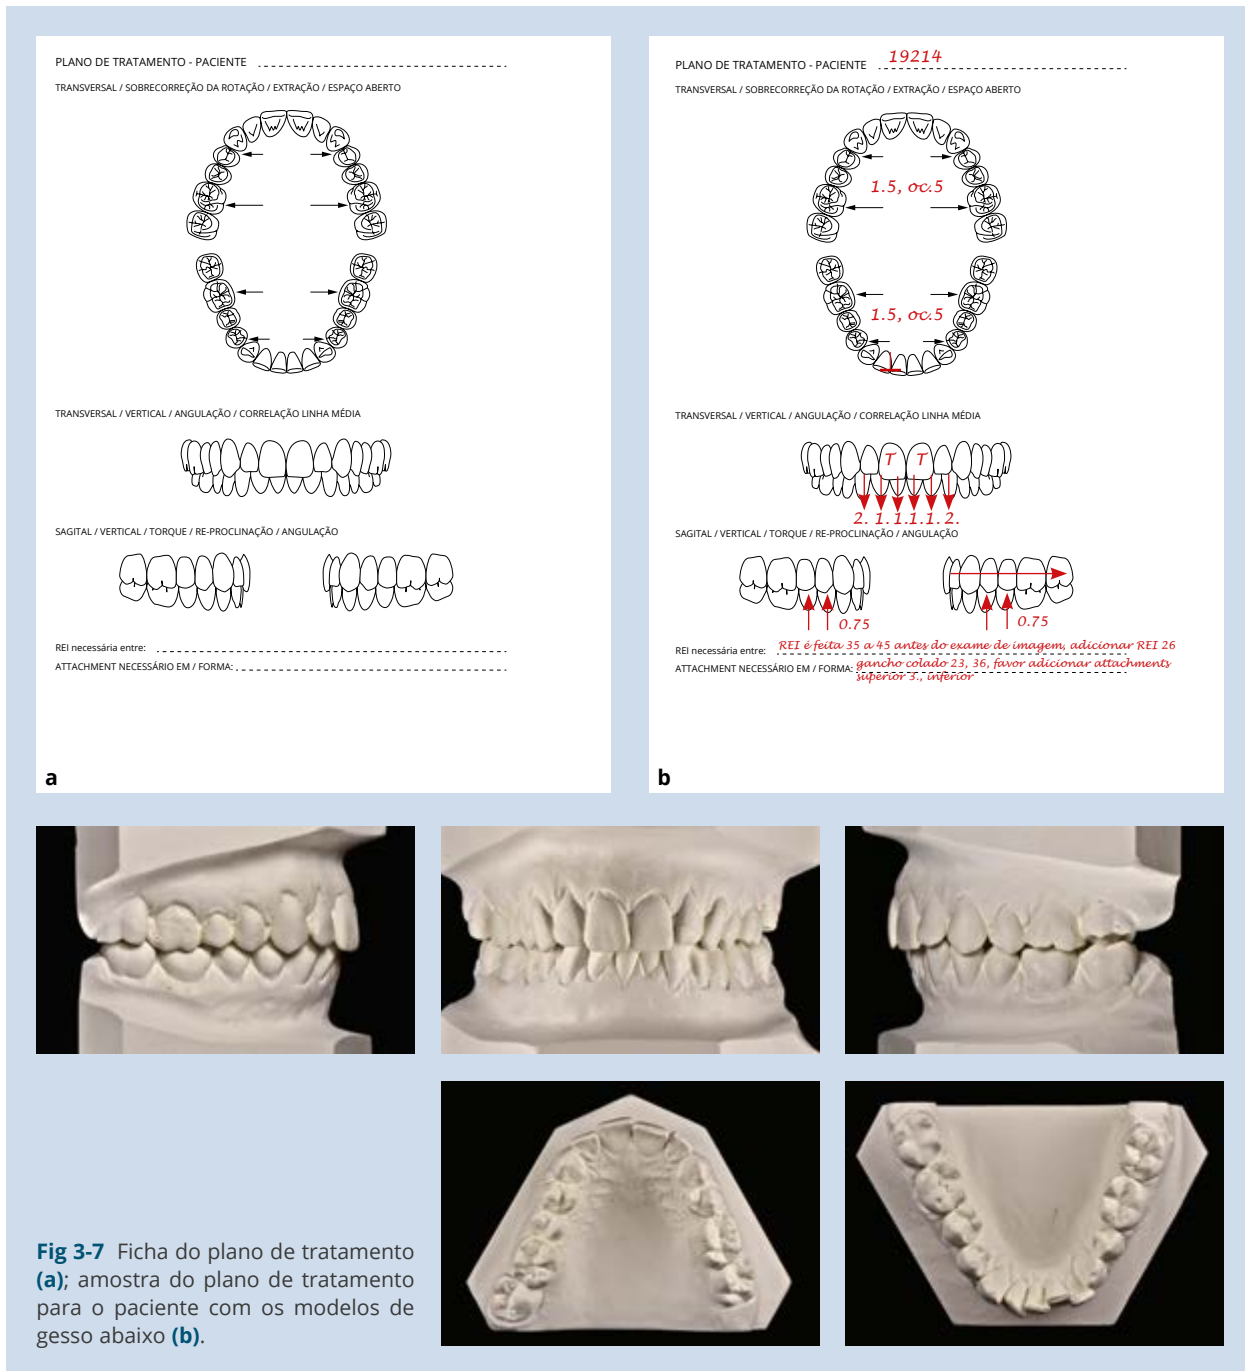 PLANO DE TRATAMENTO - PACIENTE
TRANSVERSAL / SOBRECORREÇÃO DA ROTAÇÃO / EXTRAÇÃO / ESPAÇO ABERTO
TRANSVERSAL / VERTICAL / ANGULAÇÃO / CORRELAÇÃO LINHA MÉDIA
SAGITAL / VERTICAL / TORQUE / RE-PROCLINAÇÃO / ANGULAÇÃO
REI necessária entre:
ATTACHMENT NECESSÁRIO EM / FORMA:
a
PLANO DE TRATAMENTO - PACIENTE 19214
TRANSVERSAL / SOBRECORREÇÃO DA ROTAÇÃO / EXTRAÇÃO / ESPAÇO ABERTO
1.5, oc.5
1.5, oc.5
TRANSVERSAL / VERTICAL / ANGULAÇÃO / CORRELAÇÃO LINHA MÉDIA
T T
2. 1. 1.1.1. 2.
SAGITAL / VERTICAL / TORQUE / RE-PROCLINAÇÃO / ANGULAÇÃO
0.75 0.75
REI necessária entre: REI é feita 35 a 45 antes do exame de imagem, adicionar REI 26
ATTACHMENT NECESSÁRIO EM / FORMA: gancho colado 23, 36, favor adicionar attachments
superior 3., inferior
b
Fig 3-7 Ficha do plano de tratamento
(a); amostra do plano de tratamento
para o paciente com os modelos de
gesso abaixo (b).